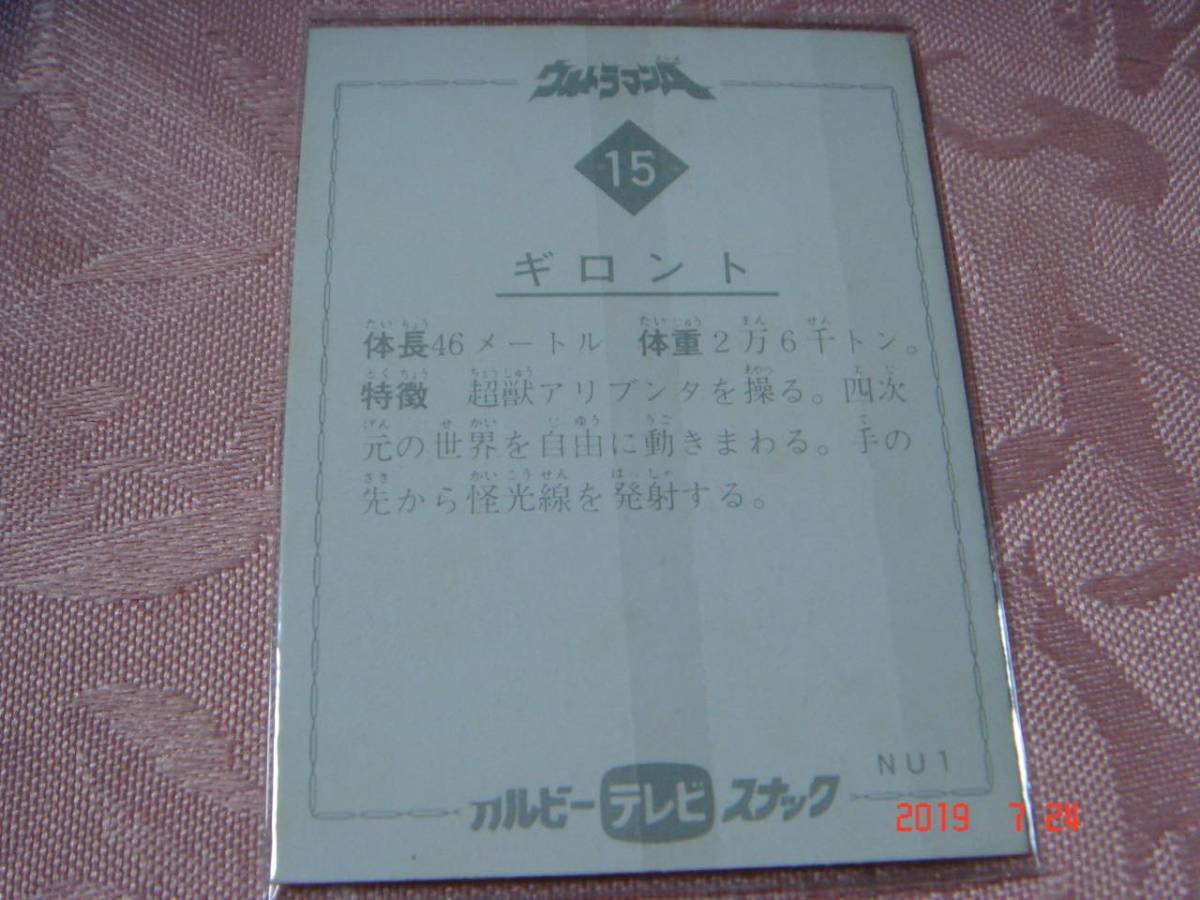 ウルトラマンA
15
ギロント
体長46メートル 体重2万6千トン。
特徴 超獣アリブンタを操る。四次
元の世界を自由に動きまわる。手の
先から怪光線を発射する。
NU1
カルビーテレビスナック
2019 7 24